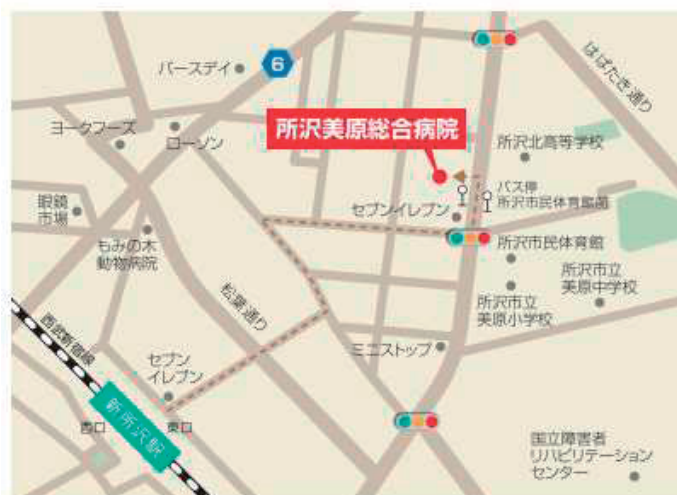 はばたき通り
バースデイ
6
ヨークフーズ
ローソン
所沢美原総合病院
所沢北高等学校
バス停
所沢市民体育館前
セブンイレブン
眼鏡
市場
もみの木
動物病院
所沢市民体育館
所沢市立
美原中学校
所沢市立
美原小学校
松葉通り
西武新宿線
ミニストップ
セブン
イレブン
新所沢駅
西口
東口
国立障害者
リハビリテーション
センター